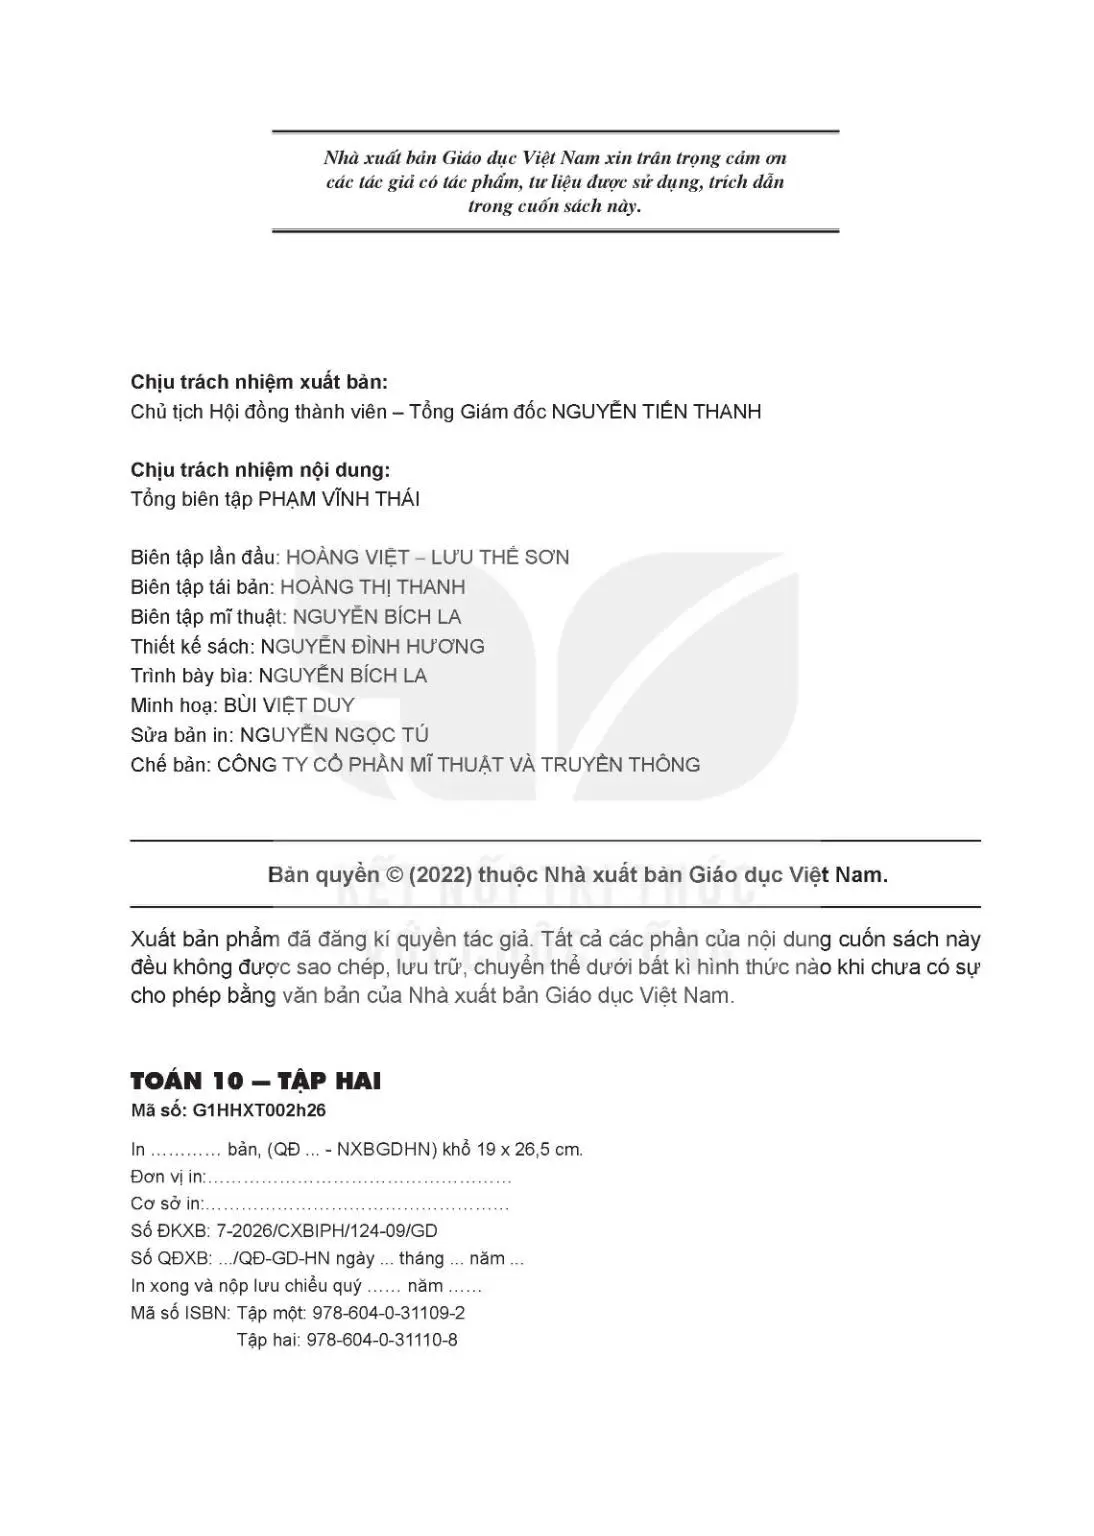 Nhà xuất bản Giáo dục Việt Nam xin trân trọng cảm ơn
các tác giả có tác phẩm, tư liệu được sử dụng, trích dẫn
trong cuốn sách này.
Chịu trách nhiệm xuất bản:
Chủ tịch Hội đồng thành viên – Tổng Giám đốc NGUYỄN TIẾN THANH
Chịu trách nhiệm nội dung:
Tổng biên tập PHẠM VĨNH THÁI
Biên tập lần đầu: HOÀNG VIỆT – LƯU THẾ SƠN
Biên tập tái bản: HOÀNG THỊ THANH
Biên tập mĩ thuật: NGUYỄN BÍCH LA
Thiết kế sách: NGUYỄN ĐÌNH HƯƠNG
Trình bày bìa: NGUYỄN BÍCH LA
Minh hoạ: BÙI VIỆT DUY
Sửa bản in: NGUYỄN NGỌC TÚ
Chế bản: CÔNG TY CỔ PHẦN MĨ THUẬT VÀ TRUYỀN THÔNG
KẾT NỐI TRI THỨC
Bản quyền © (2022) thuộc Nhà xuất bản Giáo dục Việt Nam.
VỚI CUỘC SỐNG
Xuất bản phẩm đã đăng kí quyền tác giả. Tất cả các phần của nội dung cuốn sách này
đều không được sao chép, lưu trữ, chuyển thể dưới bất kì hình thức nào khi chưa có sự
cho phép bằng văn bản của Nhà xuất bản Giáo dục Việt Nam.
TOÁN 10 – TẬP HAI
Mã số: G1HHXT002h26
In ………… bản, (QĐ ... - NXBGDHN) khổ 19 x 26,5 cm.
Đơn vị in:……………………………………………
Cơ sở in:……………………………………………
Số ĐKXB: 7-2026/CXBIPH/124-09/GD
Số QĐXB: .../QĐ-GD-HN ngày ... tháng ... năm ...
In xong và nộp lưu chiểu quý …… năm ……
Mã số ISBN: Tập một: 978-604-0-31109-2
Tập hai: 978-604-0-31110-8